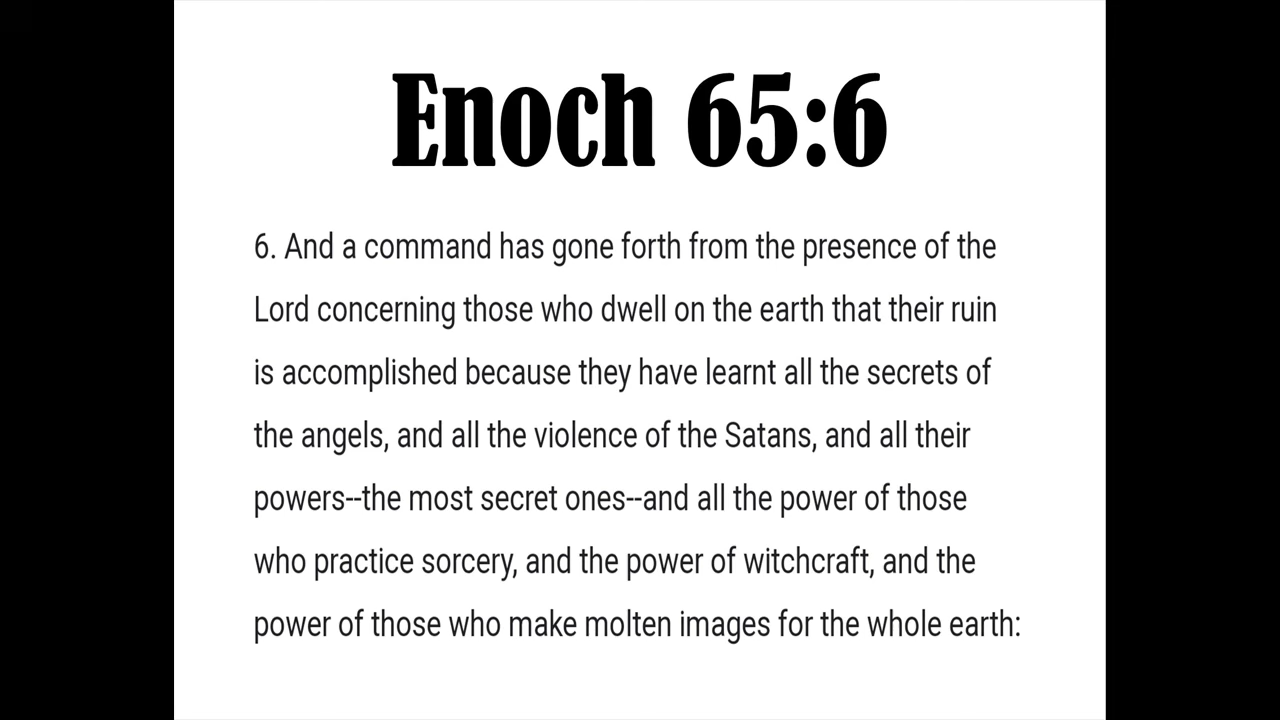 Enoch 65:6
6. And a command has gone forth from the presence of the
Lord concerning those who dwell on the earth that their ruin
is accomplished because they have learnt all the secrets of
the angels, and all the violence of the Satans, and all their
powers--the most secret ones--and all the power of those
who practice sorcery, and the power of witchcraft, and the
power of those who make molten images for the whole earth: